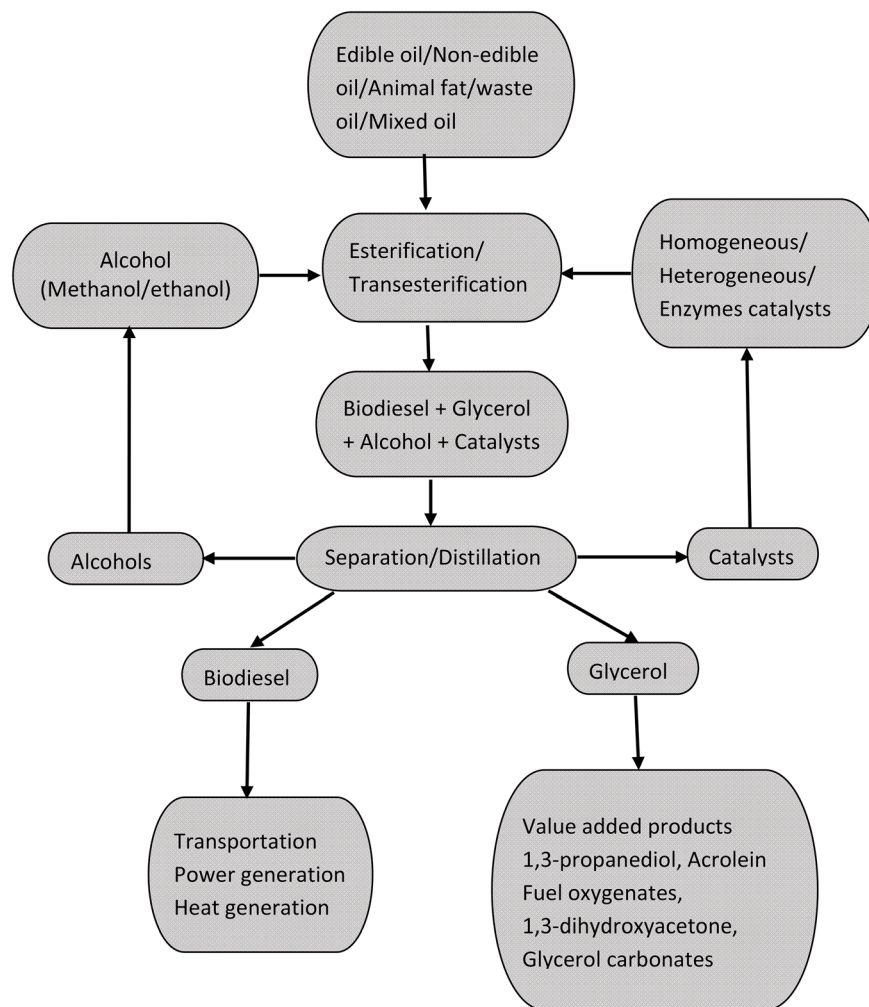 Edible oil/Non-edible
oil/Animal fat/waste
oil/Mixed oil
Alcohol
(Methanol/ethanol)
Esterification/
Transesterification
Homogeneous/
Heterogeneous/
Enzymes catalysts
Biodiesel + Glycerol
+ Alcohol + Catalysts
Alcohols
Separation/Distillation
Catalysts
Biodiesel
Glycerol
Transportation
Power generation
Heat generation
Value added products
1,3-propanediol, Acrolein
Fuel oxygenates,
1,3-dihydroxyacetone,
Glycerol carbonates